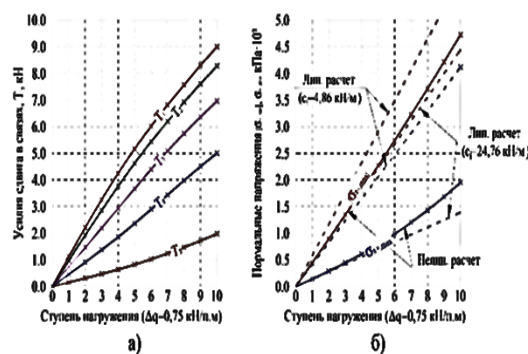 Усилия сдвига в связях, T, кН
10.0
9.0
8.0
7.0
6.0
5.0
4.0
3.0
2.0
1.0
0.0
0 1 2 3 4 5 6 7 8 9 10
Ступень нагружения (Δq=0,75 кН/п.м)
а)
Нормальные напряжения
кПа·10³
5.0
4.5
4.0
3.5
3.0
2.5
2.0
1.5
1.0
0.5
0.0
Лин. расчет
(cⱼ=4,86 кН/м)
Лин. расчет
(cⱼ=24,76 кН/м)
Нелин. расчет
0 1 2 3 4 5 6 7 8 9 10
Ступень нагружения (Δq=0,75 кН/п.м)
б)